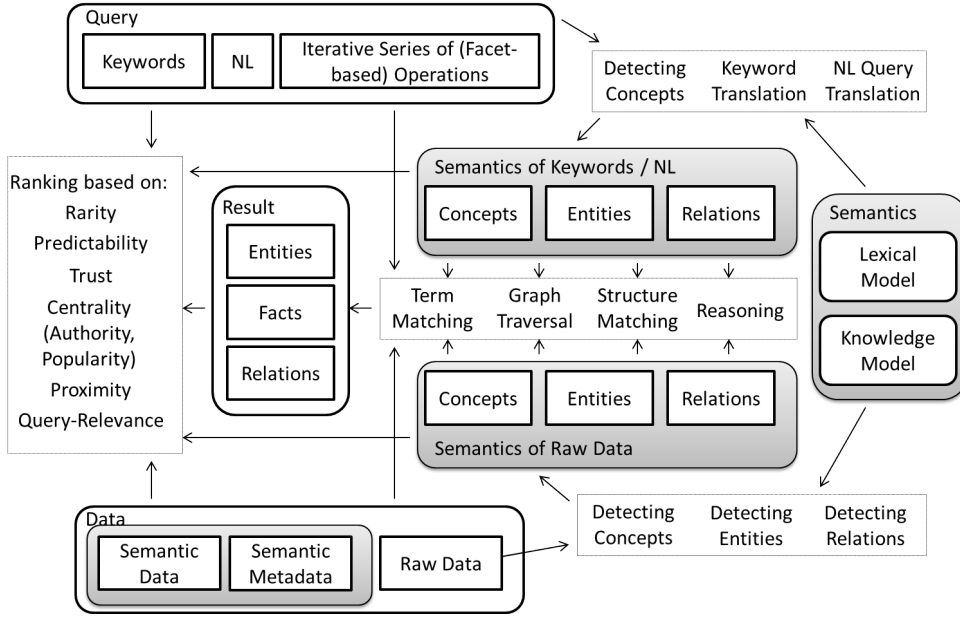 Query
Keywords
NL
Iterative Series of (Facet-
based) Operations
Detecting
Concepts
Keyword
Translation
NL Query
Translation
Ranking based on:
Rarity
Predictability
Trust
Centrality
(Authority,
Popularity)
Proximity
Query-Relevance
Result
Entities
Facts
Relations
Semantics of Keywords / NL
Concepts
Entities
Relations
Term
Matching
Graph
Traversal
Structure
Matching
Reasoning
Concepts
Entities
Relations
Semantics of Raw Data
Semantics
Lexical
Model
Knowledge
Model
Data
Semantic
Data
Semantic
Metadata
Raw Data
Detecting
Concepts
Detecting
Entities
Detecting
Relations